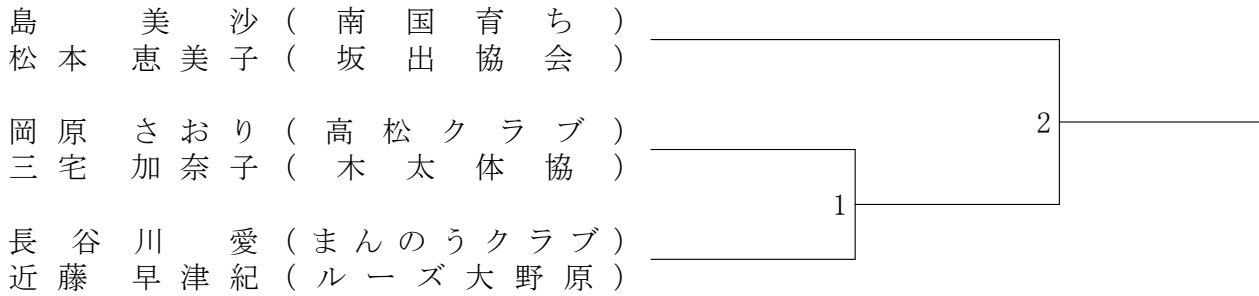 島 美沙(南国育ち)
松本 恵美子(坂出協会)
2
岡原 さおり(高松クラブ)
三宅 加奈子(木太体協)
1
長谷川 愛(まんのうクラブ)
近藤 早津紀(ルーズ大野原)